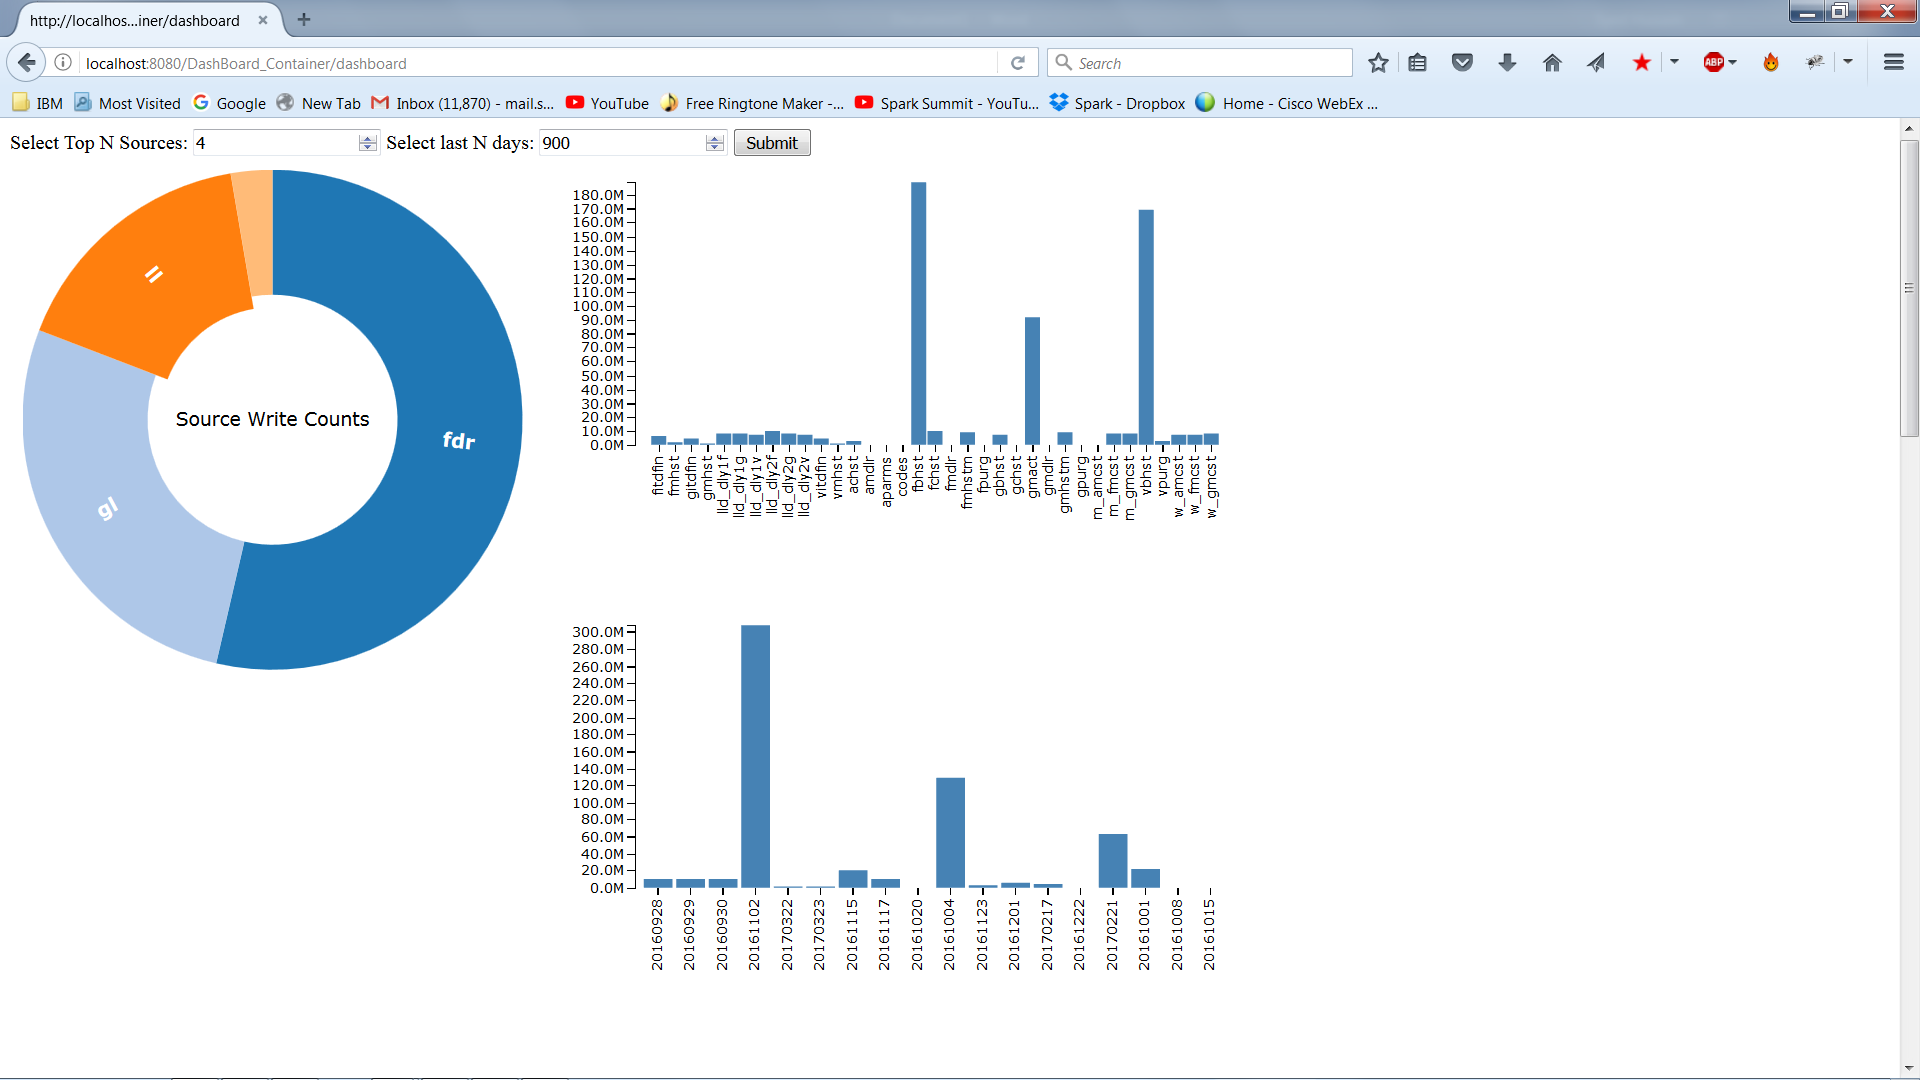 http://localhos...iner/dashboard
localhost:8080/DashBoard_Container/dashboard
Search
ABP
IBM Most Visited Google New Tab Inbox (11,870) - mail.s... YouTube Free Ringtone Maker -... Spark Summit - YouTu... Spark - Dropbox Home - Cisco WebEx ...
Select Top N Sources: 4 Select last N days: 900 Submit
fdr
gl
ll
Source Write Counts
180.0M
170.0M
160.0M
150.0M
140.0M
130.0M
120.0M
110.0M
100.0M
90.0M
80.0M
70.0M
60.0M
50.0M
40.0M
30.0M
20.0M
10.0M
0.0M
fitdfin
fmhst
gitdfin
gmhst
lld_dly1f
lld_dly1g
lld_dly1v
lld_dly2f
lld_dly2g
lld_dly2v
vitdfin
vmhst
achst
amdlr
aparms
codes
fbhst
fchst
fmdlr
fmhstm
fpurg
gbhst
gchst
gmact
gmdlr
gmhstm
gpurg
m_amcst
m_fmcst
m_gmcst
vbhst
vpurg
w_amcst
w_fmcst
w_gmcst
300.0M
280.0M
260.0M
240.0M
220.0M
200.0M
180.0M
160.0M
140.0M
120.0M
100.0M
80.0M
60.0M
40.0M
20.0M
0.0M
20160928
20160929
20160930
20161102
20170322
20170323
20161115
20161117
20161020
20161004
20161123
20161201
20170217
20161222
20170221
20161001
20161008
20161015